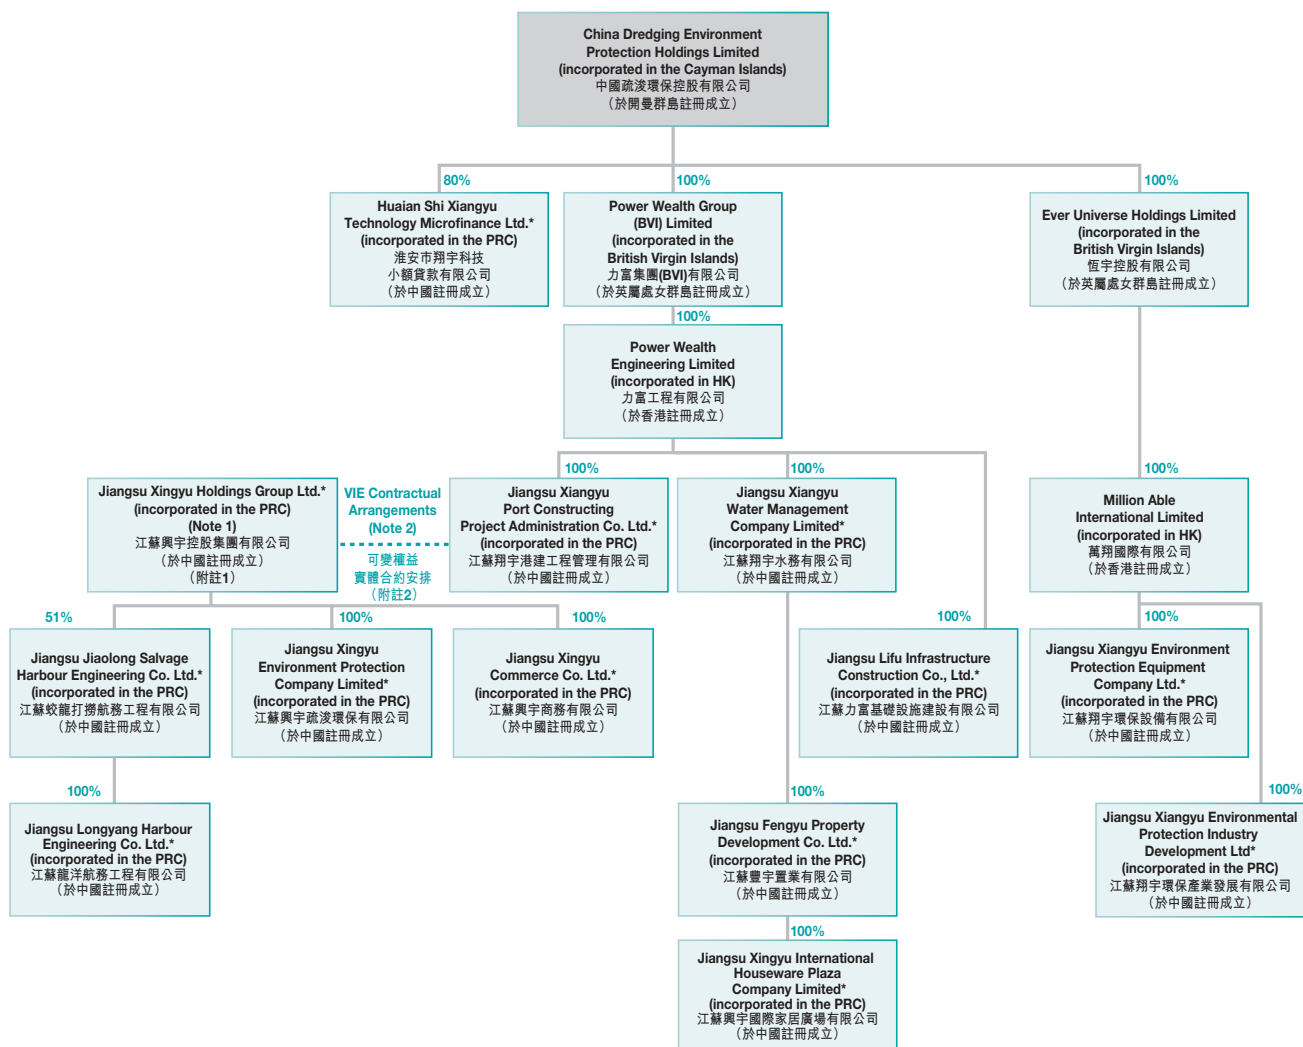 China Dredging Environment
Protection Holdings Limited
(incorporated in the Cayman Islands)
中國疏浚環保控股有限公司
（於開曼群島註冊成立）
80%
100%
100%
Huaian Shi Xiangyu
Technology Microfinance Ltd.*
(incorporated in the PRC)
淮安市翔宇科技
小額貸款有限公司
（於中國註冊成立）
Power Wealth Group
(BVI) Limited
(incorporated in the
British Virgin Islands)
力富集團(BVI)有限公司
（於英屬處女群島註冊成立）
Ever Universe Holdings Limited
(incorporated in the
British Virgin Islands)
恆宇控股有限公司
（於英屬處女群島註冊成立）
100%
Power Wealth
Engineering Limited
(incorporated in HK)
力富工程有限公司
（於香港註冊成立）
100%
100%
100%
Jiangsu Xingyu Holdings Group Ltd.*
(incorporated in the PRC)
(Note 1)
江蘇興宇控股集團有限公司
（於中國註冊成立）
（附註1）
VIE Contractual
Arrangements
(Note 2)
可變權益
實體合約安排
（附註2）
Jiangsu Xiangyu
Port Constructing
Project Administration Co. Ltd.*
(incorporated in the PRC)
江蘇翔宇港建工程管理有限公司
（於中國註冊成立）
Jiangsu Xiangyu
Water Management
Company Limited*
(incorporated in the PRC)
江蘇翔宇水務有限公司
（於中國註冊成立）
Million Able
International Limited
(incorporated in HK)
萬翔國際有限公司
（於香港註冊成立）
51%
100%
100%
100%
100%
Jiangsu Jiaolong Salvage
Harbour Engineering Co. Ltd.*
(incorporated in the PRC)
江蘇蛟龍打撈航務工程有限公司
（於中國註冊成立）
Jiangsu Xingyu
Environment Protection
Company Limited*
(incorporated in the PRC)
江蘇興宇疏浚環保有限公司
（於中國註冊成立）
Jiangsu Xingyu
Commerce Co. Ltd.*
(incorporated in the PRC)
江蘇興宇商務有限公司
（於中國註冊成立）
Jiangsu Lifu Infrastructure
Construction Co., Ltd.*
(incorporated in the PRC)
江蘇力富基礎設施建設有限公司
（於中國註冊成立）
Jiangsu Xiangyu Environment
Protection Equipment
Company Ltd.*
(incorporated in the PRC)
江蘇翔宇環保設備有限公司
（於中國註冊成立）
100%
100%
100%
Jiangsu Longyang Harbour
Engineering Co. Ltd.*
(incorporated in the PRC)
江蘇龍洋航務工程有限公司
（於中國註冊成立）
Jiangsu Fengyu Property
Development Co. Ltd.*
(incorporated in the PRC)
江蘇豐宇置業有限公司
（於中國註冊成立）
Jiangsu Xiangyu Environmental
Protection Industry
Development Ltd*
(incorporated in the PRC)
江蘇翔宇環保產業發展有限公司
（於中國註冊成立）
100%
Jiangsu Xingyu International
Houseware Plaza
Company Limited*
(incorporated in the PRC)
江蘇興宇國際家居廣場有限公司
（於中國註冊成立）